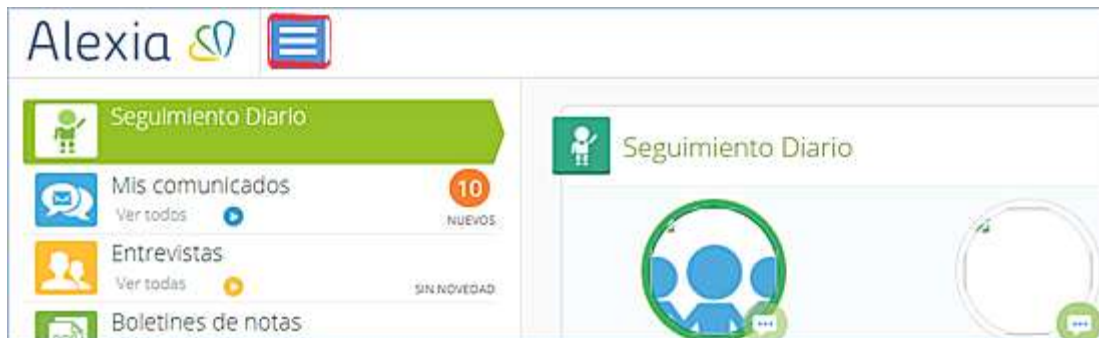 Alexia
Seguimiento Diario
Mis comunicados
10
Ver todos
NUEVOS
Entrevistas
Ver todas
SIN NOVEDAD
Boletines de notas
Seguimiento Diario